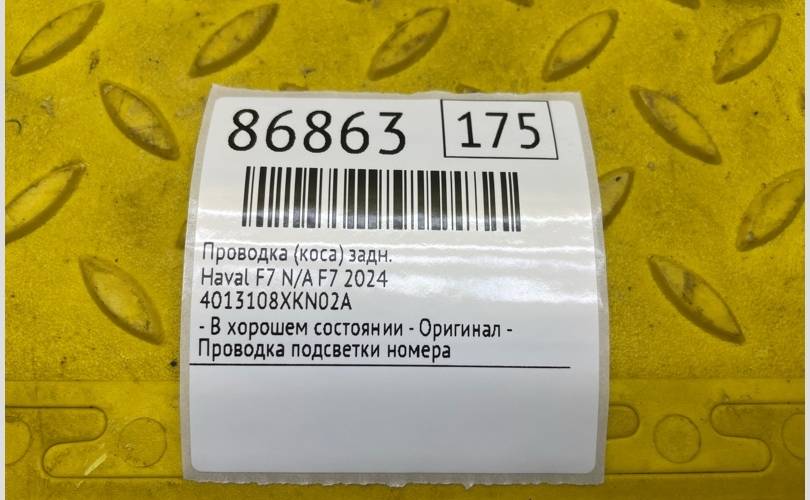 86863 175
Проводка (коса) задн.
Haval F7 N/A F7 2024
4013108XKN02A
- В хорошем состоянии - Оригинал -
Проводка подсветки номера